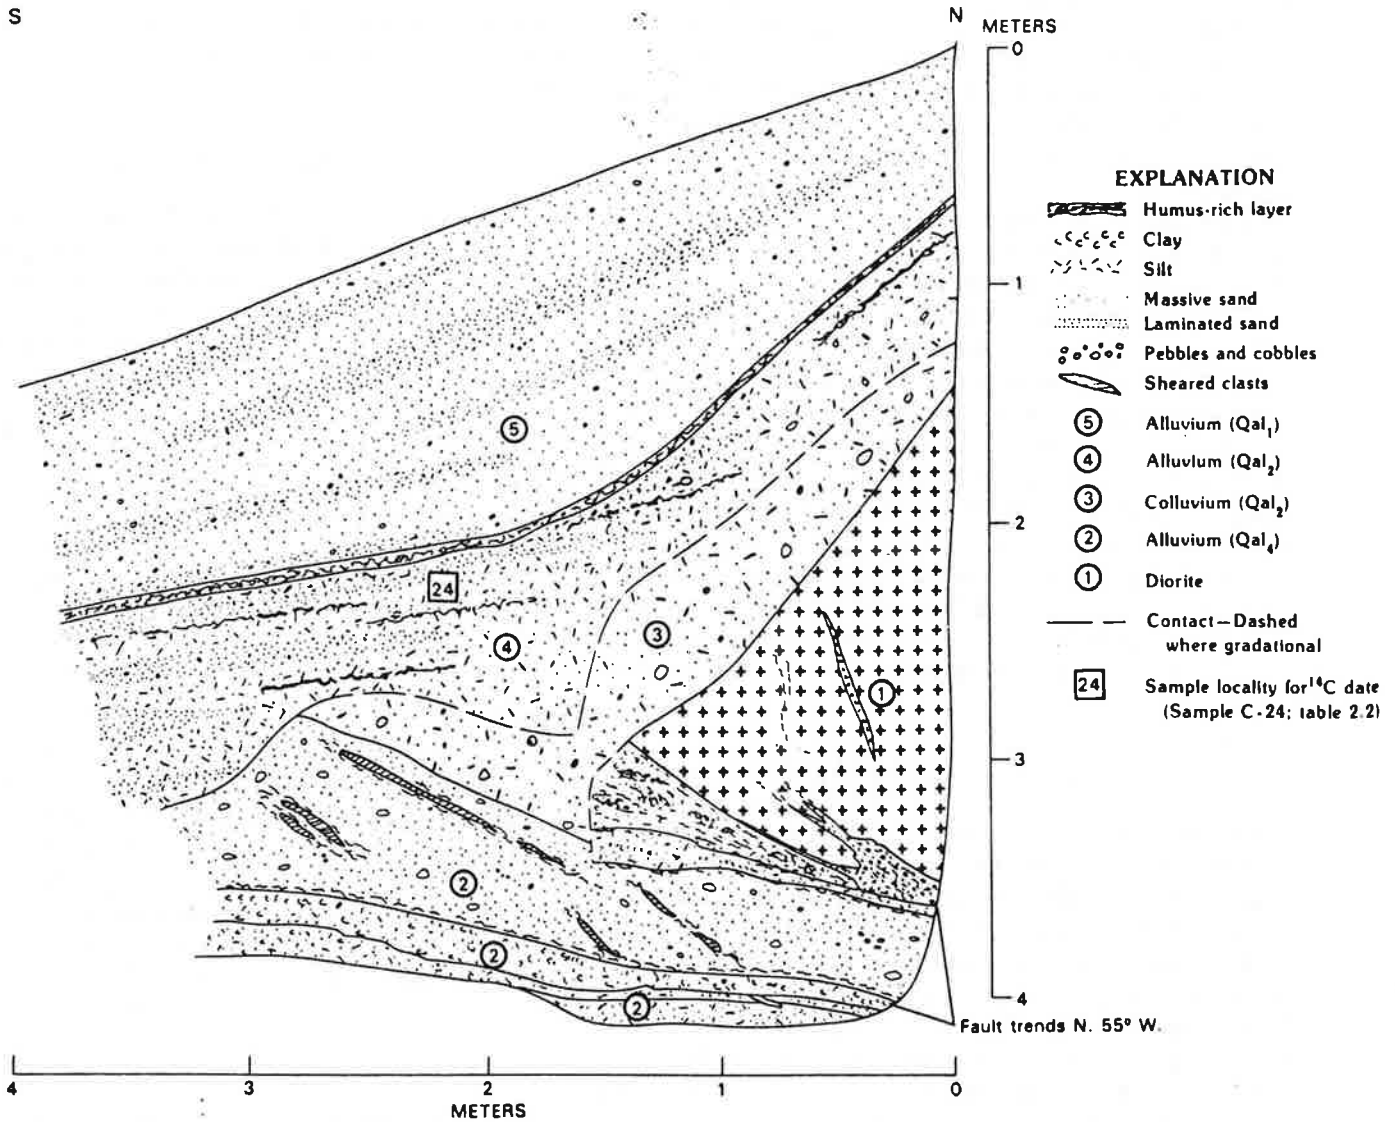 S
N
METERS
0
1
2
3
4
EXPLANATION
Humus-rich layer
Clay
Silt
Massive sand
Laminated sand
Pebbles and cobbles
Sheared clasts
5 Alluvium (Qal1)
4 Alluvium (Qal2)
3 Colluvium (Qal2)
2 Alluvium (Qal4)
1 Diorite
Contact—Dashed
where gradational
24 Sample locality for 14C date
(Sample C-24; table 2.2)
5
24
4
3
1
2
2
2
Fault trends N. 55° W.
4
3
2
1
0
METERS